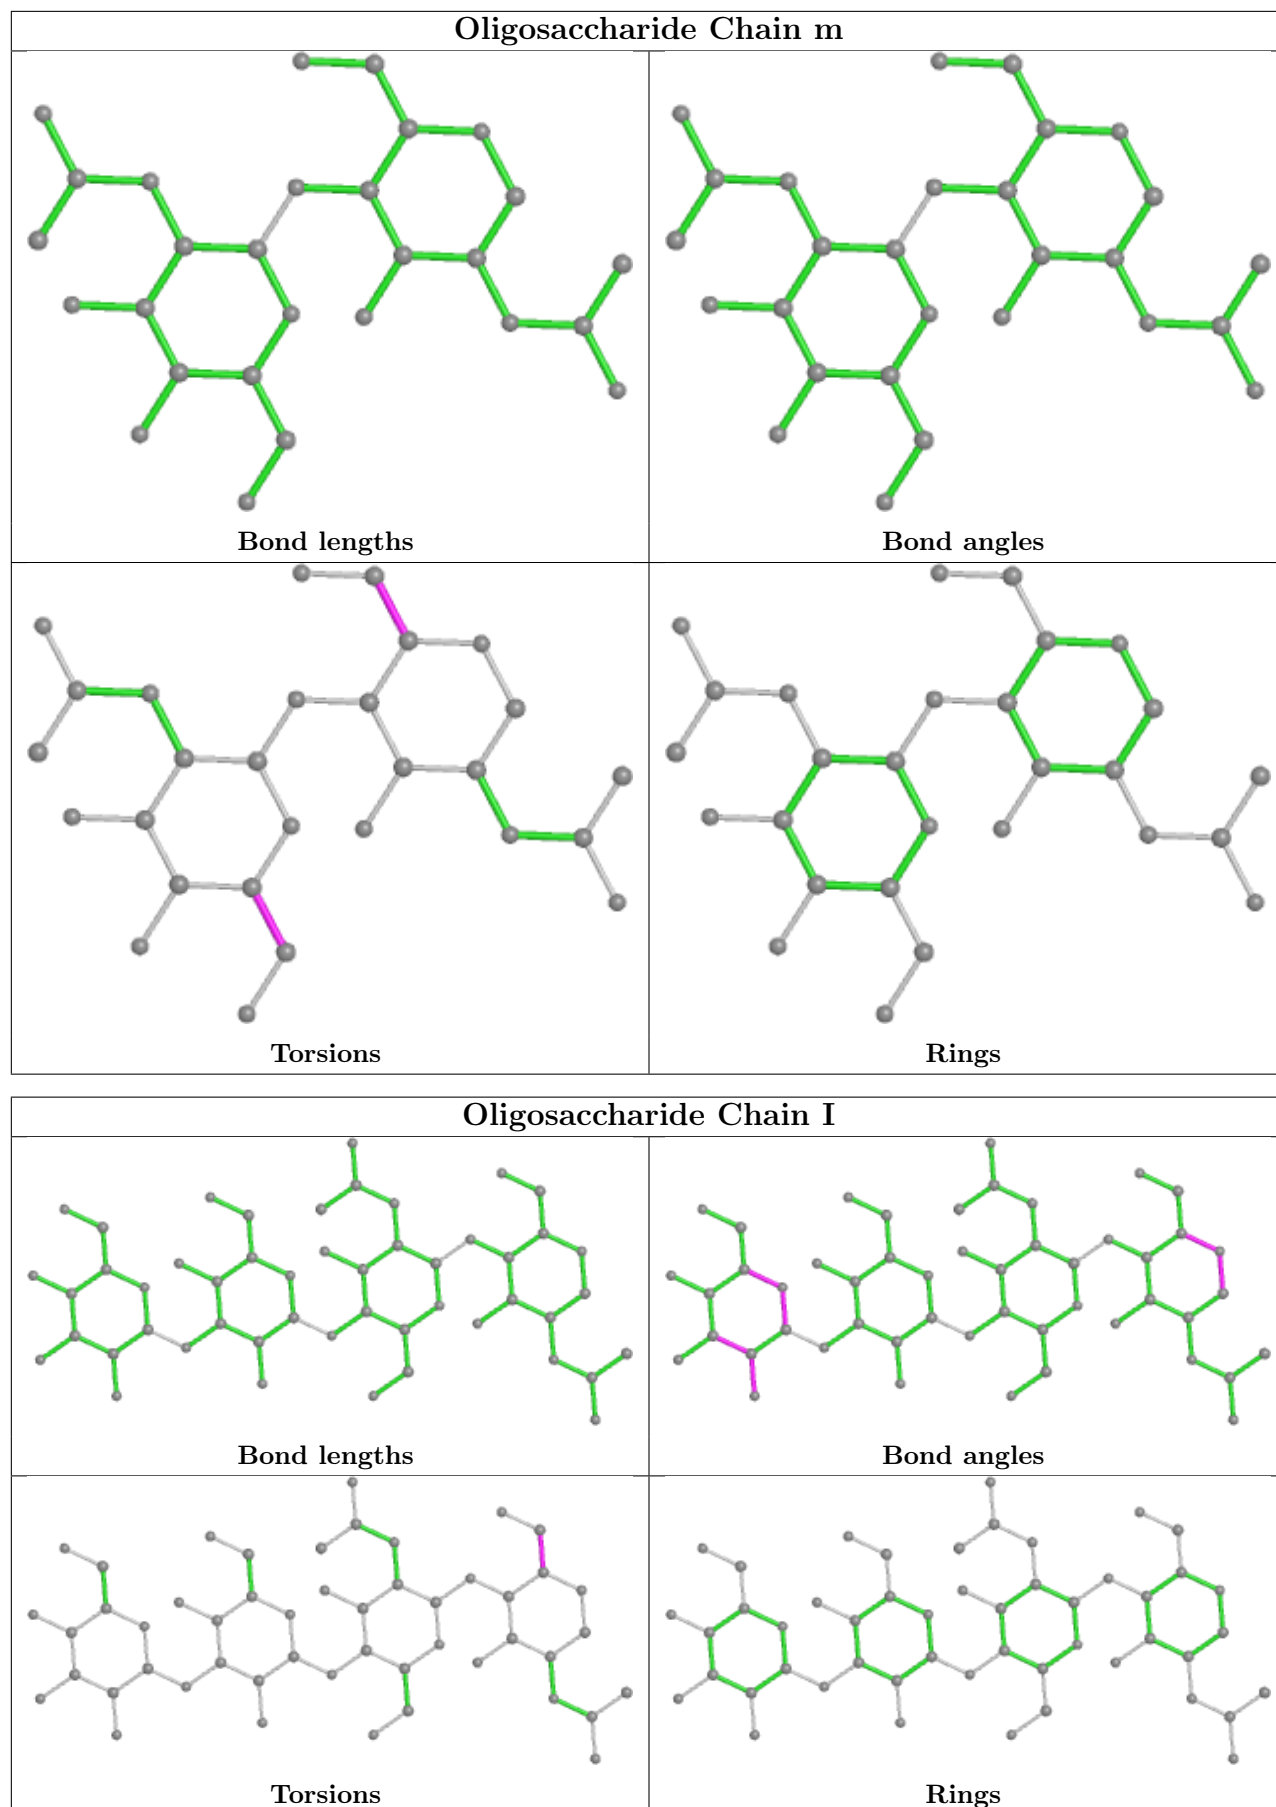 Oligosaccharide Chain m
Bond lengths
Bond angles
Torsions
Rings
Oligosaccharide Chain I
Bond lengths
Bond angles
Torsions
Rings